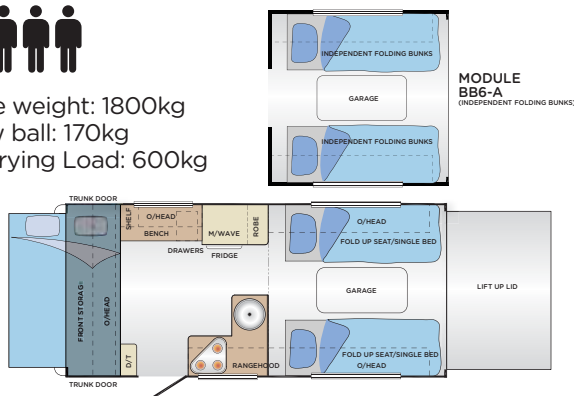 INDEPENDENT FOLDING BUNKS
GARAGE
INDEPENDENT FOLDING BUNKS
MODULE
BB6-A
(INDEPENDENT FOLDING BUNKS)
e weight: 1800kg
ball: 170kg
rying Load: 600kg
TRUNK DOOR
SHELF
O/HEAD
BENCH
M/WAVE
ROBE
DRAWERS
FRIDGE
O/HEAD
FOLD UP SEAT/SINGLE BED
FRONT STORAGE
O/HEAD
GARAGE
LIFT UP LID
D/T
RANGEHOOD
FOLD UP SEAT/SINGLE BED
O/HEAD
TRUNK DOOR